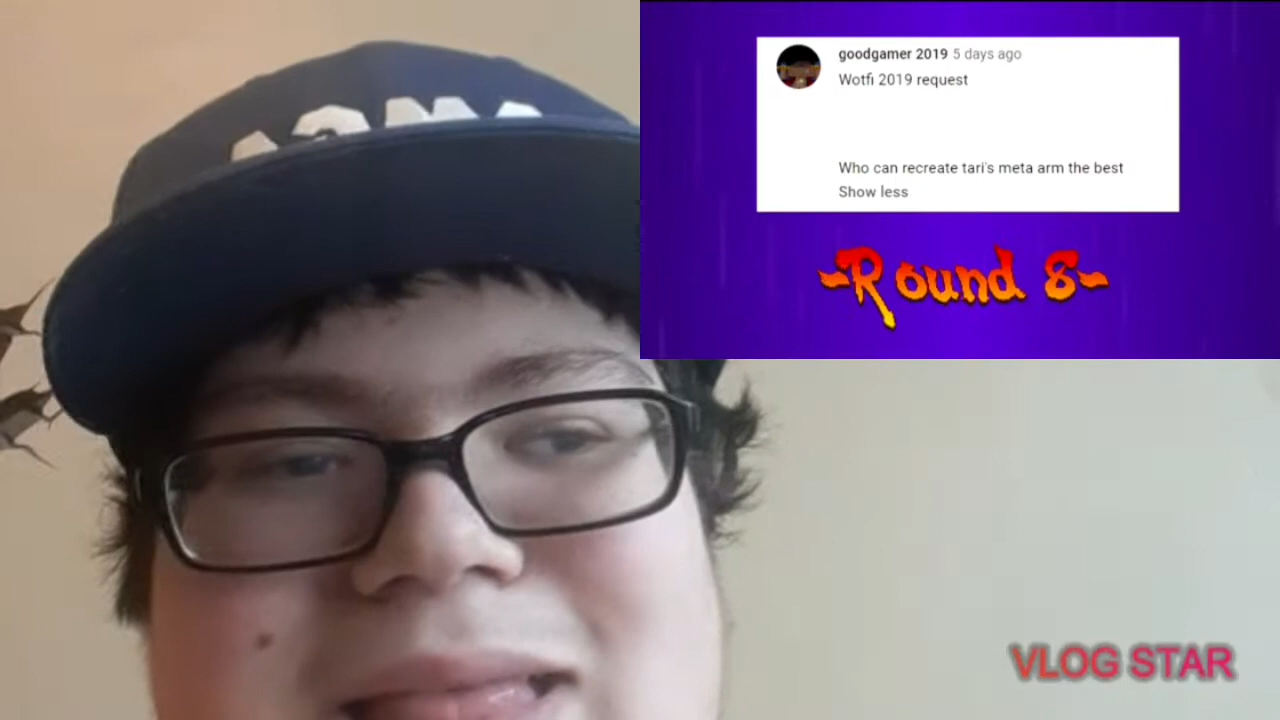 goodgamer 2019 5 days ago
Wotfi 2019 request
Who can recreate tari's meta arm the best
Show less
-Round 8-
VLOG STAR